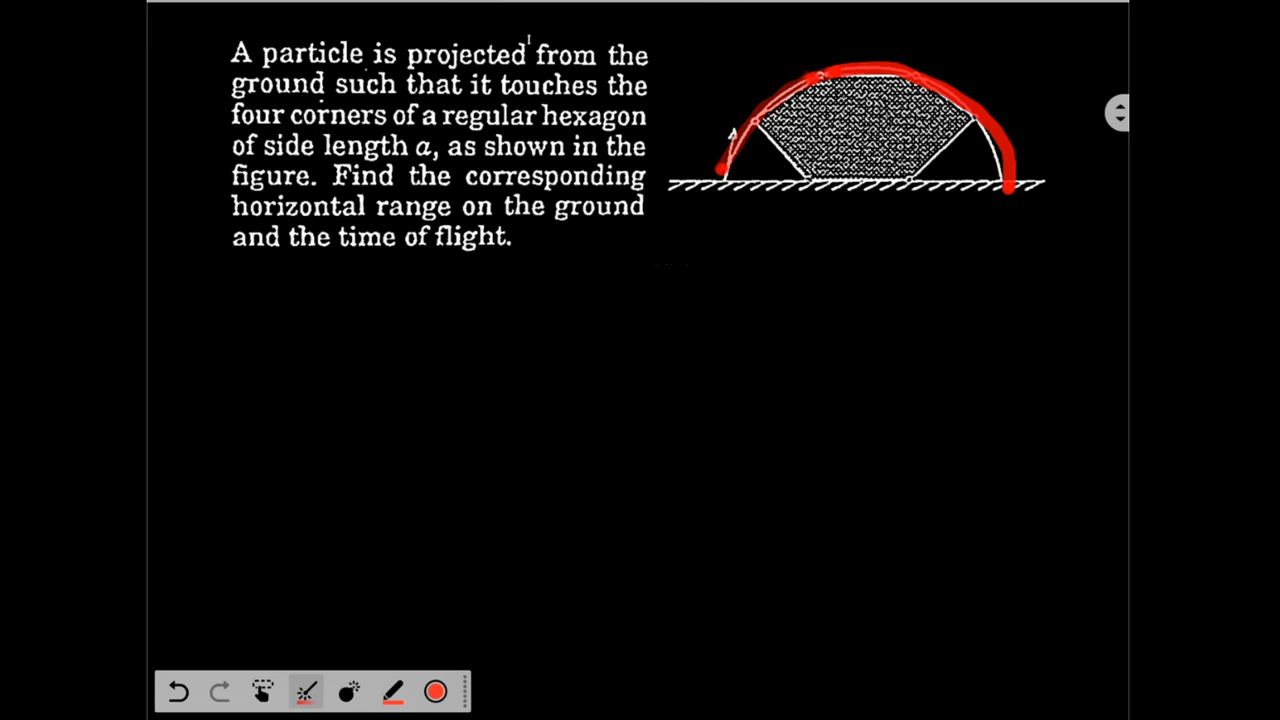 A particle is projected from the
ground such that it touches the
four corners of a regular hexagon
of side length a, as shown in the
figure. Find the corresponding
horizontal range on the ground
and the time of flight.